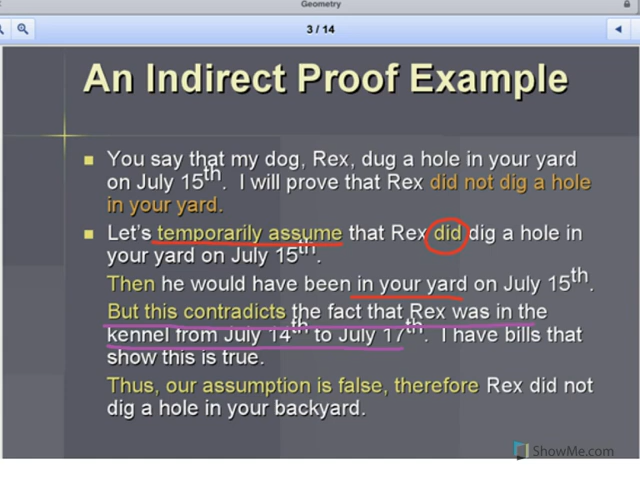 Geometry
3 / 14
An Indirect Proof Example
You say that my dog, Rex, dug a hole in your yard
on July 15th. I will prove that Rex did not dig a hole
in your yard.
Let's temporarily assume that Rex did dig a hole in
your yard on July 15th.
Then he would have been in your yard on July 15th.
But this contradicts the fact that Rex was in the
kennel from July 14th to July 17th. I have bills that
show this is true.
Thus, our assumption is false, therefore Rex did not
dig a hole in your backyard.
ShowMe.com